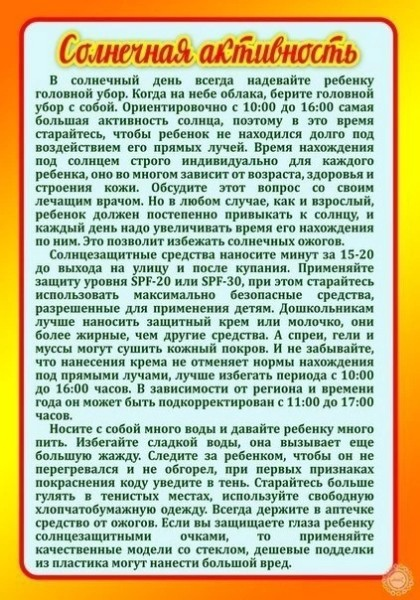 Солнечная активность
В солнечный день всегда надевайте ребенку
головной убор. Когда на небе облака, берите головной
убор с собой. Ориентировочно с 10:00 до 16:00 самая
большая активность солнца, поэтому в это время
старайтесь, чтобы ребенок не находился долго под
воздействием его прямых лучей. Время нахождения
под солнцем строго индивидуально для каждого
ребенка, оно во многом зависит от возраста, здоровья и
строения кожи. Обсудите этот вопрос со своим
лечащим врачом. Но в любом случае, как и взрослый,
ребенок должен постепенно привыкать к солнцу, и
каждый день надо увеличивать время его нахождения
по ним. Это позволит избежать солнечных ожогов.
Солнцезащитные средства наносите минут за 15-20
до выхода на улицу и после купания. Применяйте
защиту уровня SPF-20 или SPF-30, при этом старайтесь
использовать максимально безопасные средства,
разрешенные для применения детям. Дошкольникам
лучше наносить защитный крем или молочко, они
более жирные, чем другие средства. А спреи, гели и
муссы могут сушить кожный покров. И не забывайте,
что нанесения крема не отменяет нормы нахождения
под прямыми лучами, лучше избегать периода с 10:00
до 16:00 часов. В зависимости от региона и времени
года он может быть подкорректирован с 11:00 до 17:00
часов.
Носите с собой много воды и давайте ребенку много
пить. Избегайте сладкой воды, она вызывает еще
большую жажду. Следите за ребенком, чтобы он не
перегревался и не обгорел, при первых признаках
покраснения коду уведите в тень. Старайтесь больше
гулять в тенистых местах, используйте свободную
хлопчатобумажную одежду. Всегда держите в аптечке
средство от ожогов. Если вы защищаете глаза ребенку
солнцезащитными очками, то применяйте
качественные модели со стеклом, дешевые подделки
из пластика могут нанести большой вред.